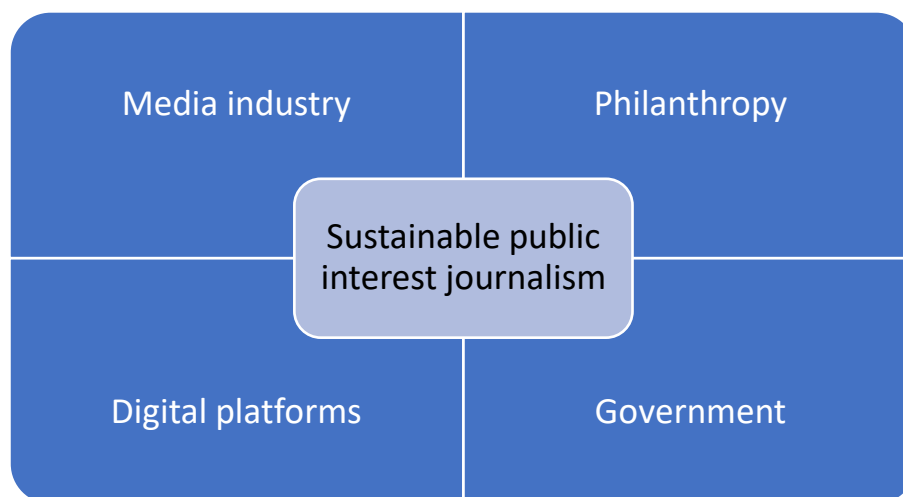 Media industry
Philanthropy
Sustainable public
interest journalism
Digital platforms
Government